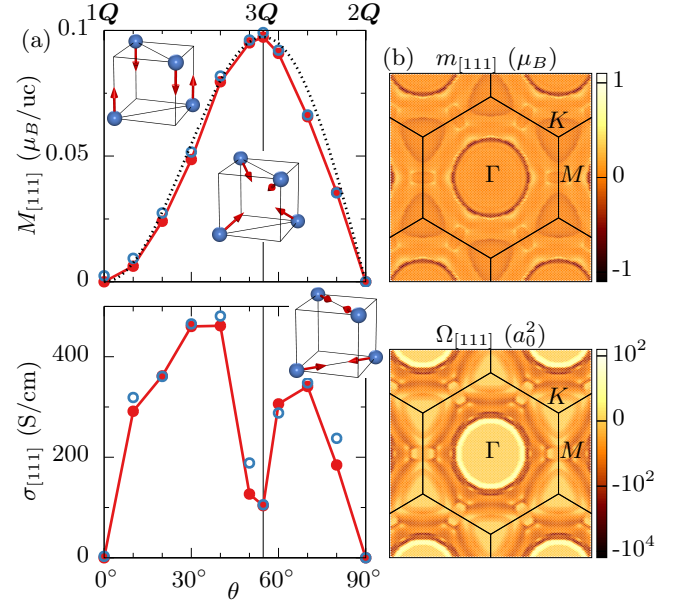 1Q 3Q 2Q
(a)
0.1
0.05
0
M[111] (μB/uc)
400
200
0
σ[111] (S/cm)
0° 30° 60° 90°
θ
(b) m[111] (μB)
K
Γ M
1
0
-1
Ω[111] (a₀²)
K
Γ M
10²
0
-10²
-10⁴